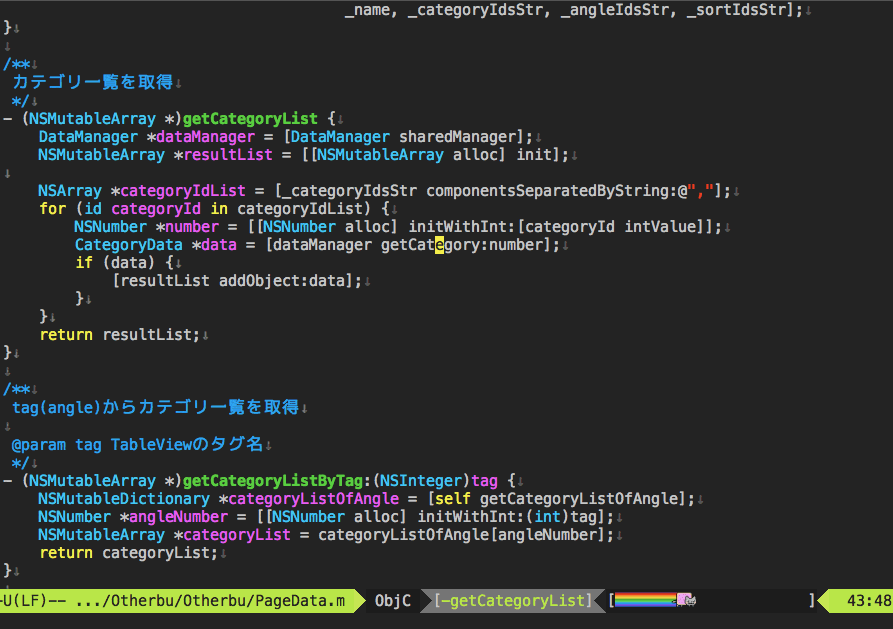 _name, _categoryIdsStr, _angleIdsStr, _sortIdsStr];↓
}↓
↓
/**↓
カテゴリ一覧を取得↓
*/↓
- (NSMutableArray *)getCategoryList {↓
DataManager *dataManager = [DataManager sharedManager];↓
NSMutableArray *resultList = [[NSMutableArray alloc] init];↓
↓
NSArray *categoryIdList = [_categoryIdsStr componentsSeparatedByString:@","];↓
for (id categoryId in categoryIdList) {↓
NSNumber *number = [[NSNumber alloc] initWithInt:[categoryId intValue]];↓
CategoryData *data = [dataManager getCategory:number];↓
if (data) {↓
[resultList addObject:data];↓
}↓
}↓
return resultList;↓
}↓
↓
/**↓
tag(angle)からカテゴリ一覧を取得↓
↓
@param tag TableViewのタグ名↓
*/↓
- (NSMutableArray *)getCategoryListByTag:(NSInteger)tag {↓
NSMutableDictionary *categoryListOfAngle = [self getCategoryListOfAngle];↓
NSNumber *angleNumber = [[NSNumber alloc] initWithInt:(int)tag];↓
NSMutableArray *categoryList = categoryListOfAngle[angleNumber];↓
return categoryList;↓
}↓
-U(LF)-- .../Otherbu/Otherbu/PageData.m ObjC [-getCategoryList] [ ] 43:48